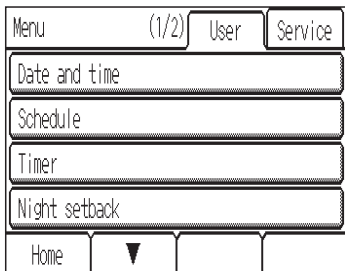 Menu (1/2) User Service
Date and time
Schedule
Timer
Night setback
Home ▼